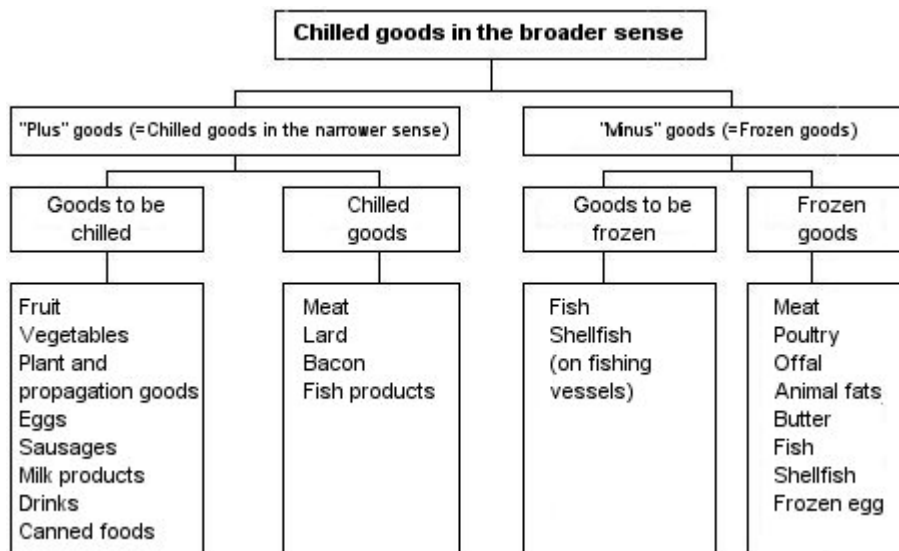 Chilled goods in the broader sense
"Plus" goods (=Chilled goods in the narrower sense)
"Minus" goods (=Frozen goods)
Goods to be
chilled
Chilled
goods
Goods to be
frozen
Frozen
goods
Fruit
Vegetables
Plant and
propagation goods
Eggs
Sausages
Milk products
Drinks
Canned foods
Meat
Lard
Bacon
Fish products
Fish
Shellfish
(on fishing
vessels)
Meat
Poultry
Offal
Animal fats
Butter
Fish
Shellfish
Frozen egg